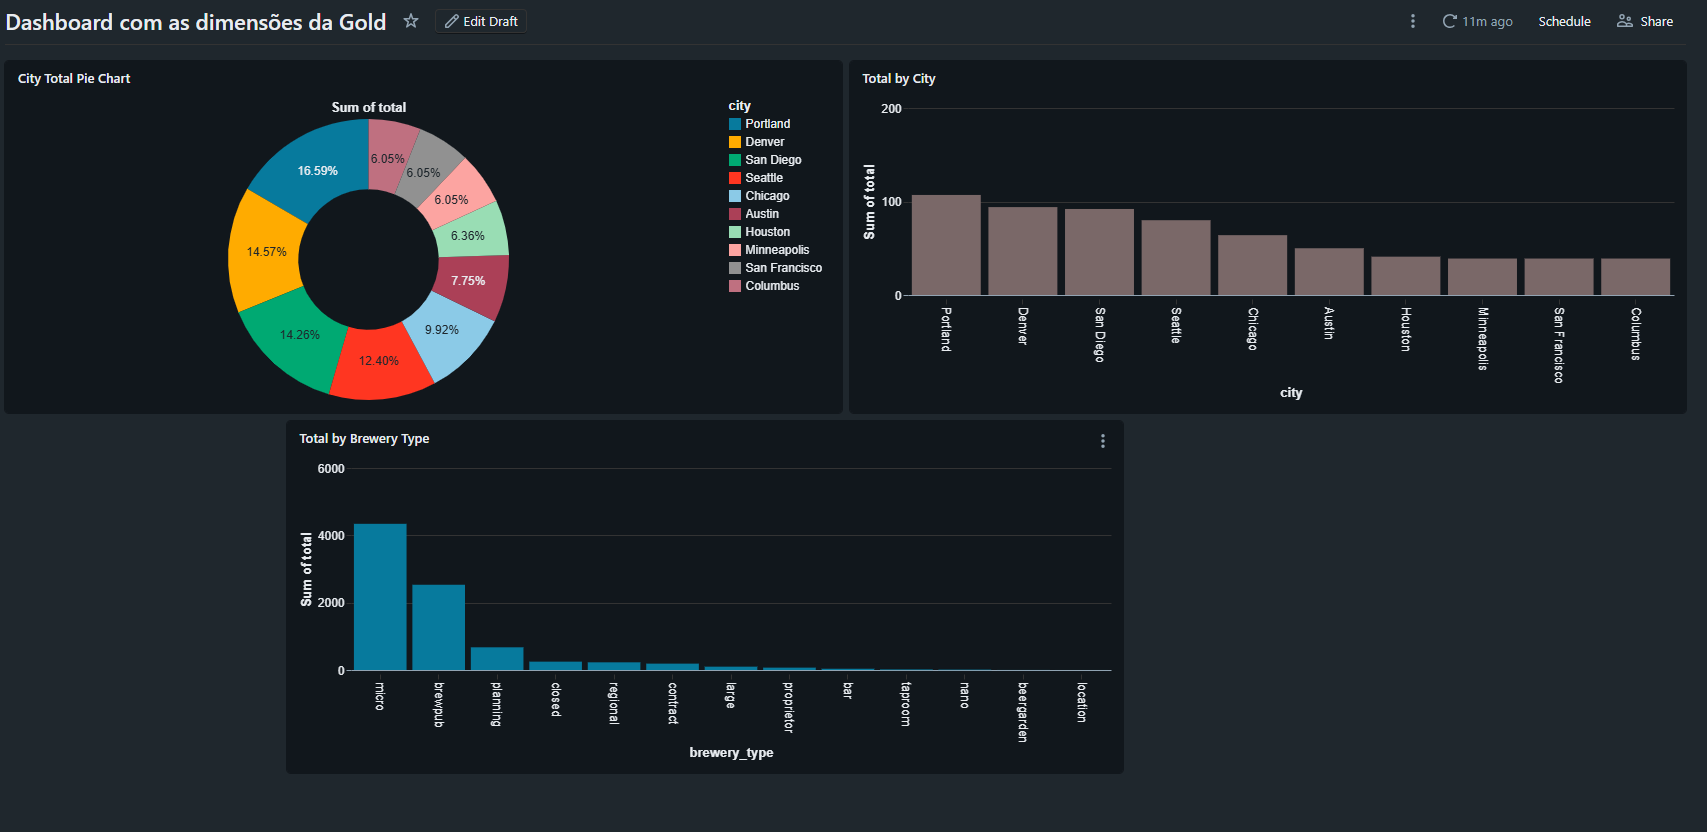 Dashboard com as dimensões da Gold
Edit Draft
11m ago
Schedule
Share
City Total Pie Chart
Sum of total
16.59%
14.57%
14.26%
12.40%
9.92%
7.75%
6.36%
6.05%
6.05%
6.05%
city
Portland
Denver
San Diego
Seattle
Chicago
Austin
Houston
Minneapolis
San Francisco
Columbus
Total by City
Sum of total
200
100
0
Portland
Denver
San Diego
Seattle
Chicago
Austin
Houston
Minneapolis
San Francisco
Columbus
city
Total by Brewery Type
Sum of total
6000
4000
2000
0
micro
brewpub
planning
closed
regional
contract
large
proprietor
bar
taproom
nano
beergarden
location
brewery_type